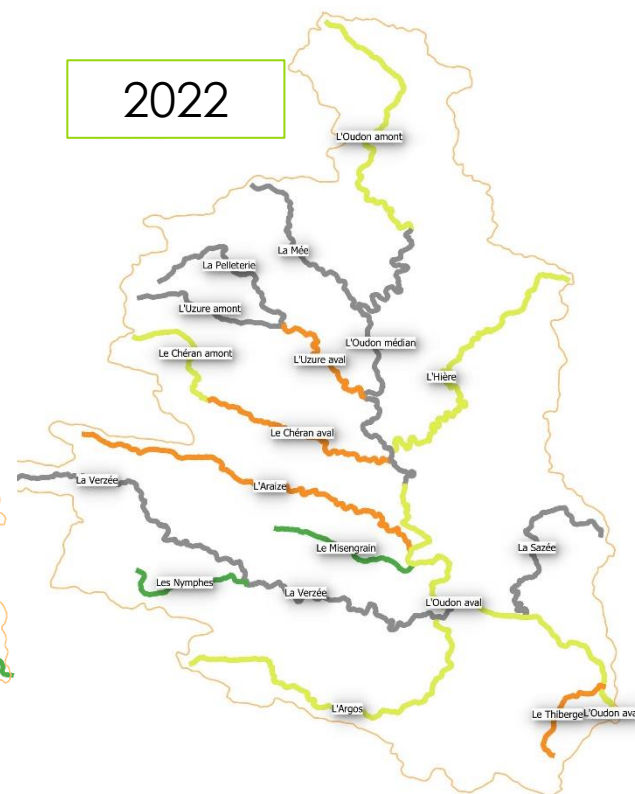 2022
L'Oudon amont
La Mée
La Pelleterie
L'Uzure amont
L'Oudon médian
Le Chéran amont
L'Uzure aval
L'Hière
Le Chéran aval
La Verzée
L'Araize
Le Misengrain
La Sazée
Les Nymphes
La Verzée
L'Oudon aval
L'Argos
Le Thiberge
L'Oudon ava